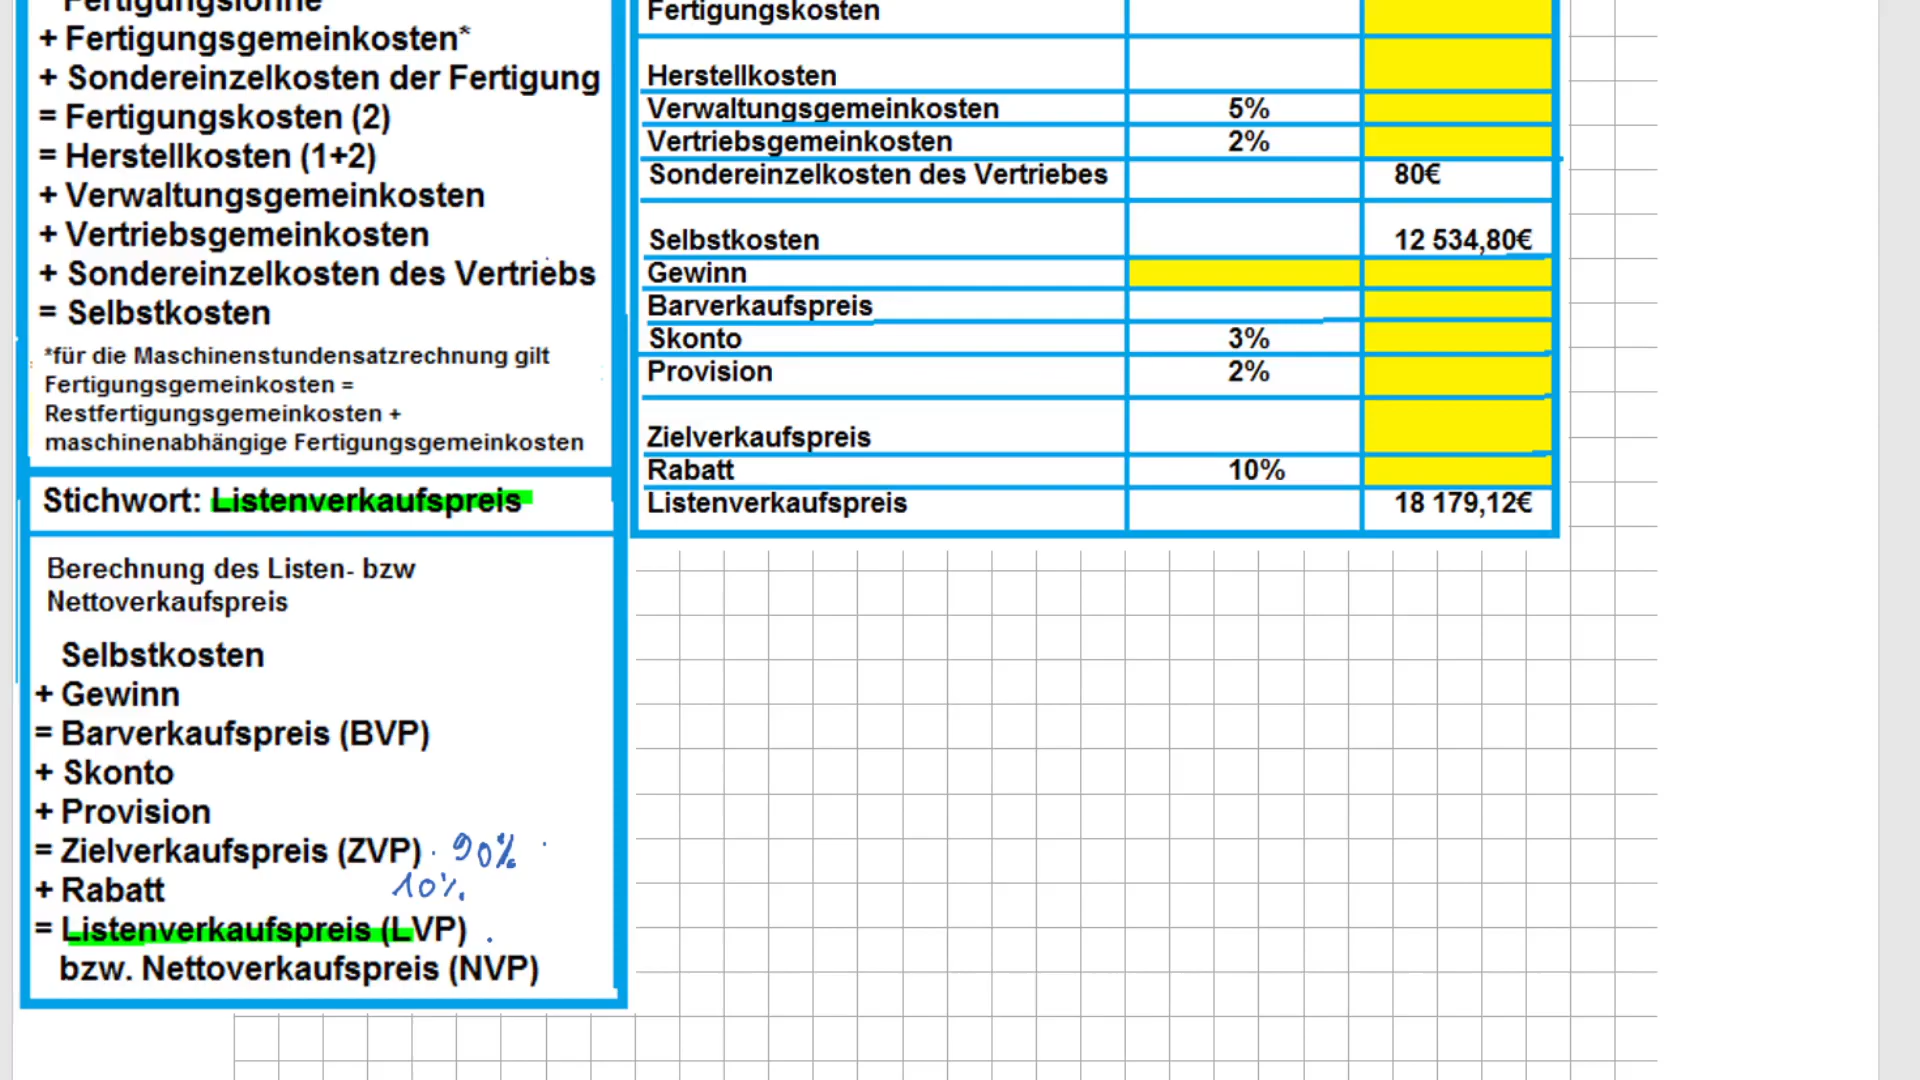 Fertigungslöhne
+ Fertigungsgemeinkosten*
+ Sondereinzelkosten der Fertigung
= Fertigungskosten (2)
= Herstellkosten (1+2)
+ Verwaltungsgemeinkosten
+ Vertriebsgemeinkosten
+ Sondereinzelkosten des Vertriebs
= Selbstkosten
*für die Maschinenstundensatzrechnung gilt
Fertigungsgemeinkosten =
Restfertigungsgemeinkosten +
maschinenabhängige Fertigungsgemeinkosten
Stichwort: Listenverkaufspreis
Berechnung des Listen- bzw
Nettoverkaufspreis
Selbstkosten
+ Gewinn
= Barverkaufspreis (BVP)
+ Skonto
+ Provision
= Zielverkaufspreis (ZVP) 90%
+ Rabatt 10%
= Listenverkaufspreis (LVP)
bzw. Nettoverkaufspreis (NVP)
Fertigungskosten
Herstellkosten
Verwaltungsgemeinkosten 5%
Vertriebsgemeinkosten 2%
Sondereinzelkosten des Vertriebes 80€
Selbstkosten 12 534,80€
Gewinn
Barverkaufspreis
Skonto 3%
Provision 2%
Zielverkaufspreis
Rabatt 10%
Listenverkaufspreis 18 179,12€